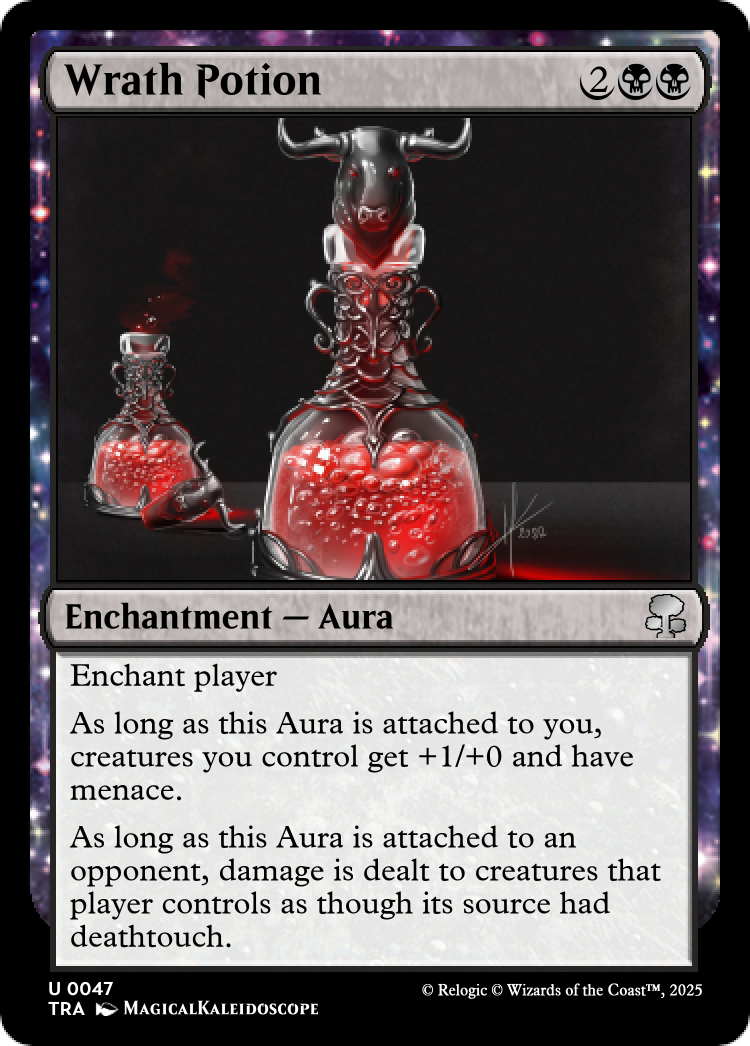 Wrath Potion 2
Enchantment — Aura
Enchant player
As long as this Aura is attached to you,
creatures you control get +1/+0 and have
menace.
As long as this Aura is attached to an
opponent, damage is dealt to creatures that
player controls as though its source had
deathtouch.
U 0047
TRA MagicalKaleidoscope
© Relogic © Wizards of the Coast™, 2025